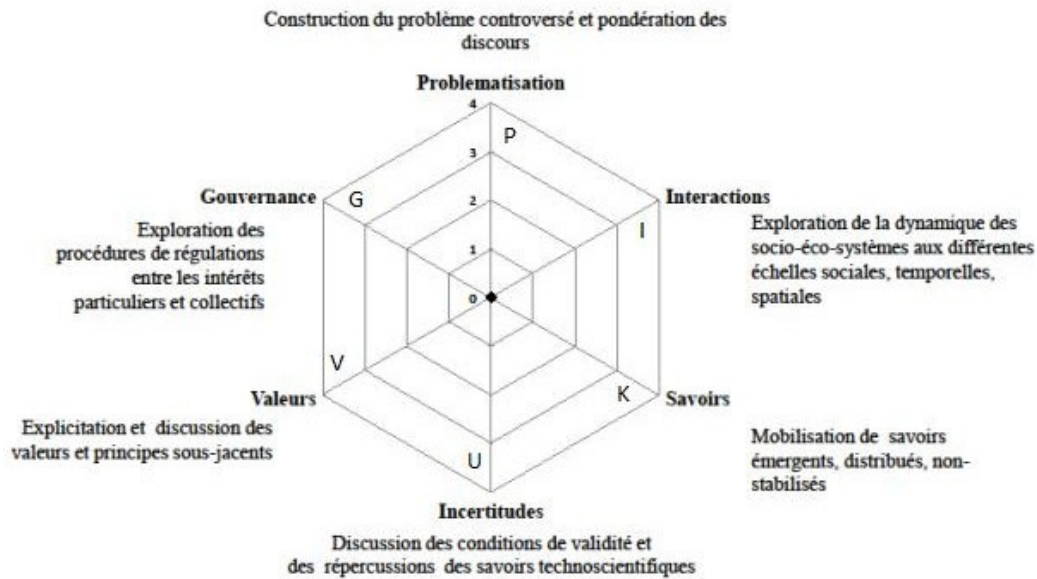 Construction du problème controversé et pondération des
discours
Problematisation
4
P
3
2
1
0
Gouvernance
G
Exploration des
procédures de régulations
entre les intérêts
particuliers et collectifs
Interactions
I
Exploration de la dynamique des
socio-éco-systèmes aux différentes
échelles sociales, temporelles,
spatiales
V
Valeurs
Explicitation et discussion des
valeurs et principes sous-jacents
K
Savoirs
Mobilisation de savoirs
émergents, distribués, non-
stabilisés
U
Incertitudes
Discussion des conditions de validité et
des répercussions des savoirs technoscientifiques